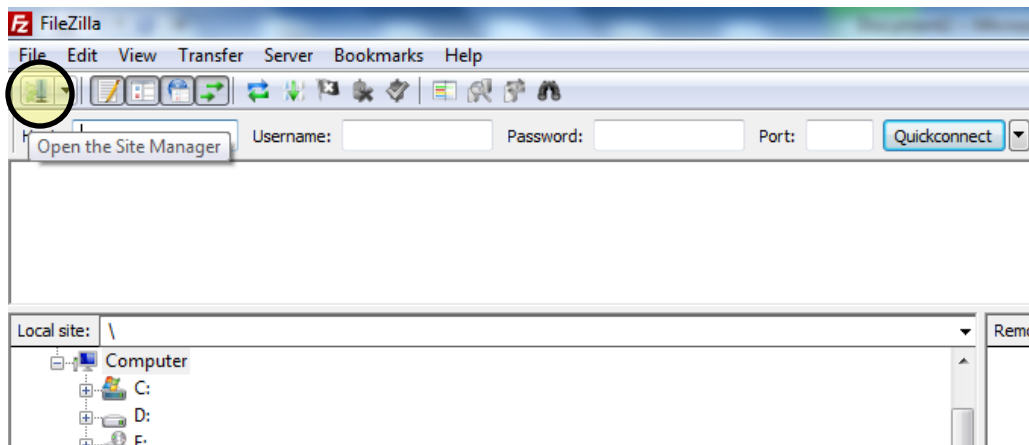 Fz FileZilla
File Edit View Transfer Server Bookmarks Help
Username: Password: Port: Quickconnect
Open the Site Manager
Local site: \
Computer
C:
D: